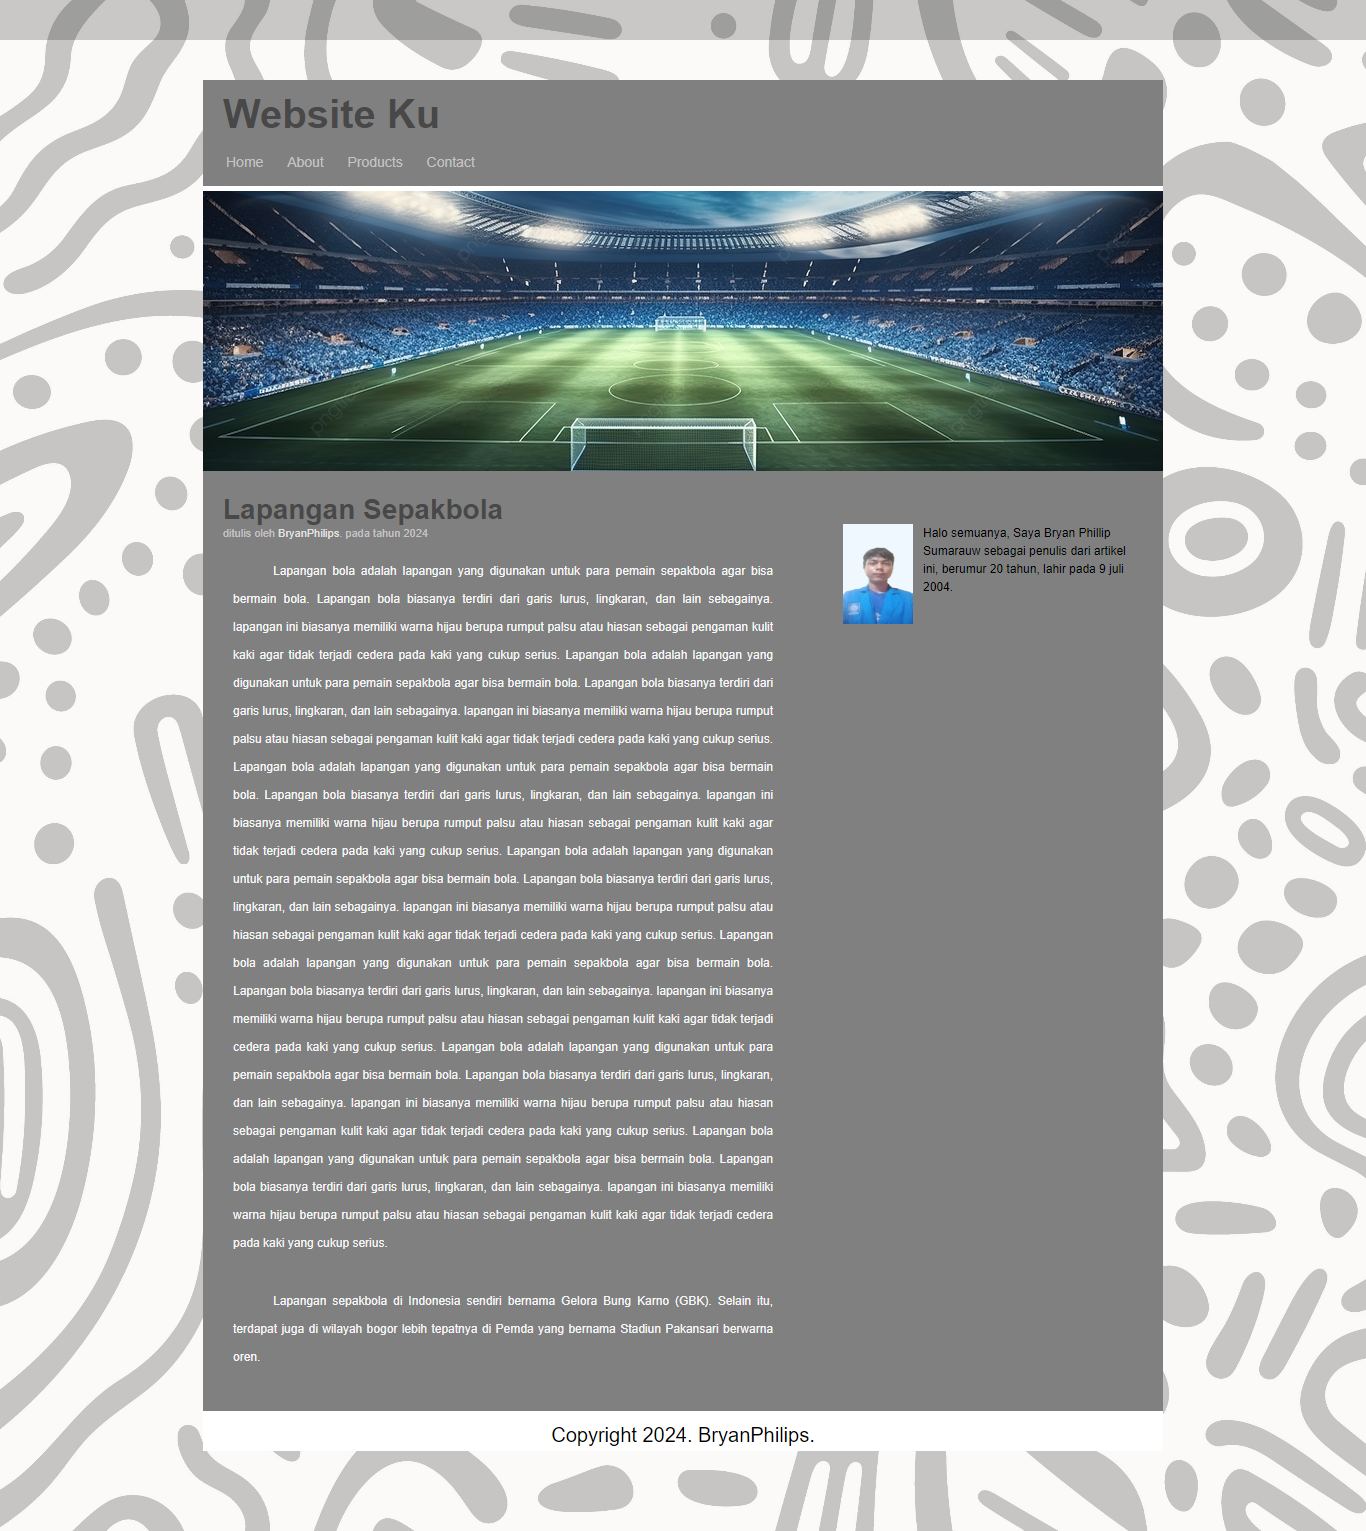 Website Ku
Home About Products Contact
Lapangan Sepakbola
ditulis oleh BryanPhilips. pada tahun 2024
Lapangan bola adalah lapangan yang digunakan untuk para pemain sepakbola agar bisa
bermain bola. Lapangan bola biasanya terdiri dari garis lurus, lingkaran, dan lain sebagainya.
lapangan ini biasanya memiliki warna hijau berupa rumput palsu atau hiasan sebagai pengaman kulit
kaki agar tidak terjadi cedera pada kaki yang cukup serius. Lapangan bola adalah lapangan yang
digunakan untuk para pemain sepakbola agar bisa bermain bola. Lapangan bola biasanya terdiri dari
garis lurus, lingkaran, dan lain sebagainya. lapangan ini biasanya memiliki warna hijau berupa rumput
palsu atau hiasan sebagai pengaman kulit kaki agar tidak terjadi cedera pada kaki yang cukup serius.
Lapangan bola adalah lapangan yang digunakan untuk para pemain sepakbola agar bisa bermain
bola. Lapangan bola biasanya terdiri dari garis lurus, lingkaran, dan lain sebagainya. lapangan ini
biasanya memiliki warna hijau berupa rumput palsu atau hiasan sebagai pengaman kulit kaki agar
tidak terjadi cedera pada kaki yang cukup serius. Lapangan bola adalah lapangan yang digunakan
untuk para pemain sepakbola agar bisa bermain bola. Lapangan bola biasanya terdiri dari garis lurus,
lingkaran, dan lain sebagainya. lapangan ini biasanya memiliki warna hijau berupa rumput palsu atau
hiasan sebagai pengaman kulit kaki agar tidak terjadi cedera pada kaki yang cukup serius. Lapangan
bola adalah lapangan yang digunakan untuk para pemain sepakbola agar bisa bermain bola.
Lapangan bola biasanya terdiri dari garis lurus, lingkaran, dan lain sebagainya. lapangan ini biasanya
memiliki warna hijau berupa rumput palsu atau hiasan sebagai pengaman kulit kaki agar tidak terjadi
cedera pada kaki yang cukup serius. Lapangan bola adalah lapangan yang digunakan untuk para
pemain sepakbola agar bisa bermain bola. Lapangan bola biasanya terdiri dari garis lurus, lingkaran,
dan lain sebagainya. lapangan ini biasanya memiliki warna hijau berupa rumput palsu atau hiasan
sebagai pengaman kulit kaki agar tidak terjadi cedera pada kaki yang cukup serius. Lapangan bola
adalah lapangan yang digunakan untuk para pemain sepakbola agar bisa bermain bola. Lapangan
bola biasanya terdiri dari garis lurus, lingkaran, dan lain sebagainya. lapangan ini biasanya memiliki
warna hijau berupa rumput palsu atau hiasan sebagai pengaman kulit kaki agar tidak terjadi cedera
pada kaki yang cukup serius.
Lapangan sepakbola di Indonesia sendiri bernama Gelora Bung Karno (GBK). Selain itu,
terdapat juga di wilayah bogor lebih tepatnya di Pemda yang bernama Stadiun Pakansari berwarna
oren.
Halo semuanya, Saya Bryan Phillip
Sumarauw sebagai penulis dari artikel
ini, berumur 20 tahun, lahir pada 9 juli
2004.
Copyright 2024. BryanPhilips.